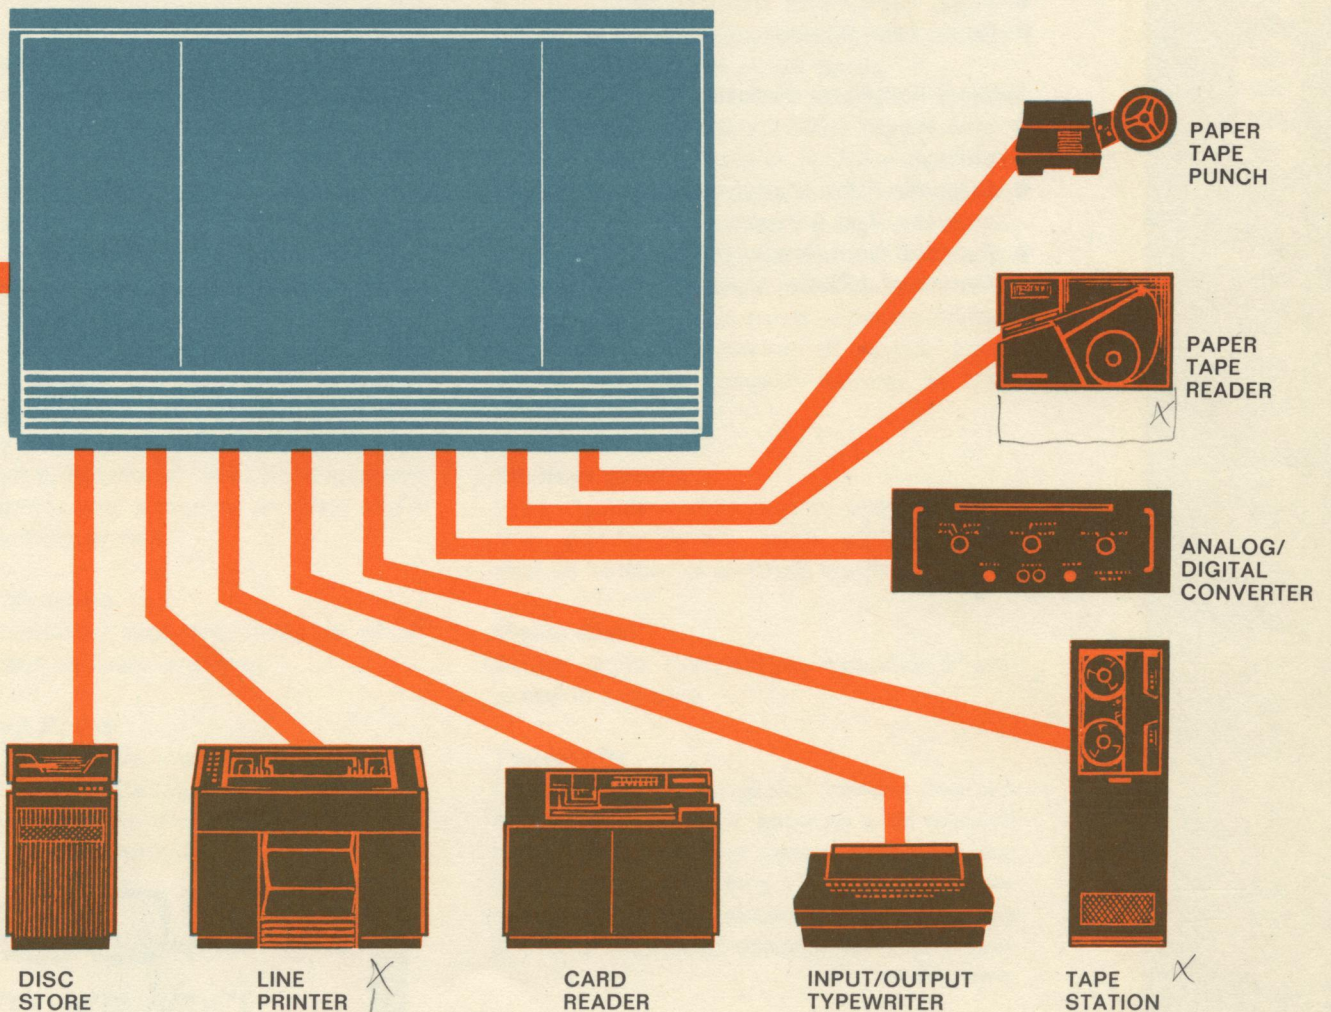 PAPER
TAPE
PUNCH
PAPER
TAPE
READER
X
ANALOG/
DIGITAL
CONVERTER
DISC
STORE
LINE
PRINTER
X
CARD
READER
INPUT/OUTPUT
TYPEWRITER
TAPE
STATION
X